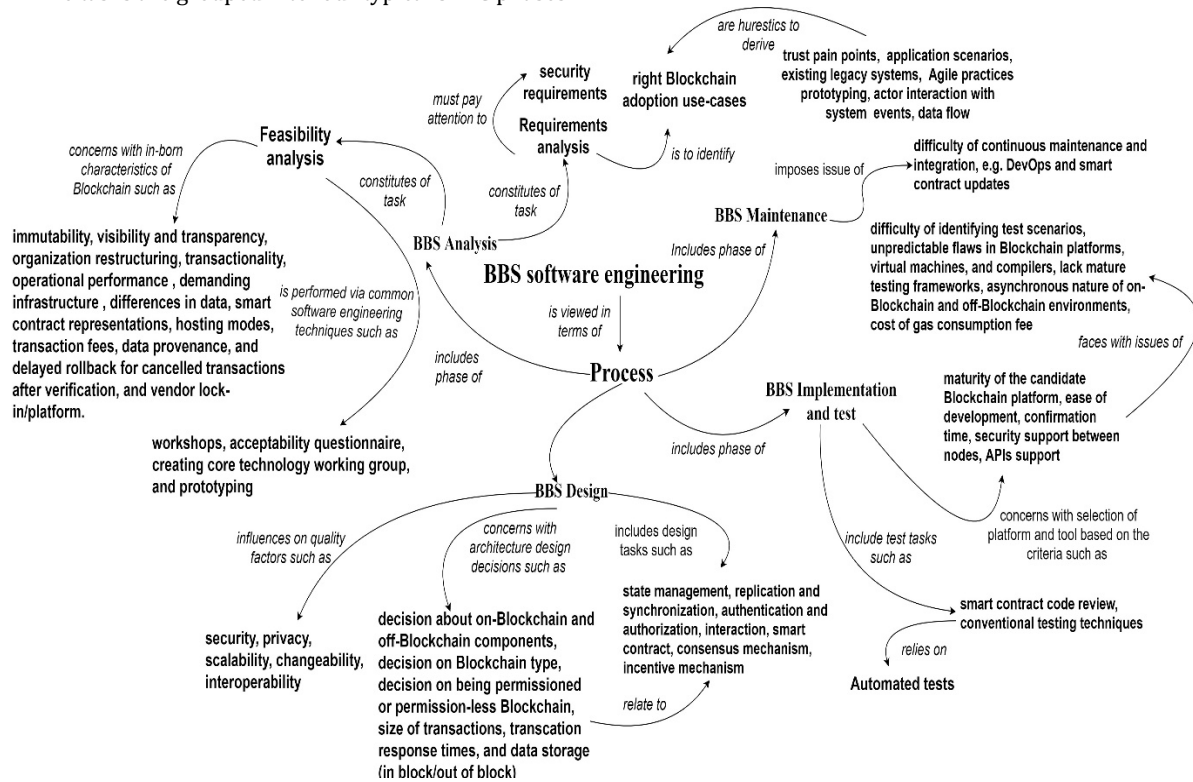 are hurestics to
derive
trust pain points, application scenarios,
existing legacy systems, Agile practices
prototyping, actor interaction with
system events, data flow
security
requirements
right Blockchain
adoption use-cases
must pay
attention to
Requirements
analysis
is to identify
Feasibility
analysis
concerns with in-born
characteristics of
Blockchain such as
constitutes of
task
constitutes of
task
imposes issue of
difficulty of continuous maintenance and
integration, e.g. DevOps and smart
contract updates
BBS Maintenance
BBS Analysis
immutability, visibility and transparency,
organization restructuring, transactionality,
operational performance , demanding
infrastructure , differences in data, smart
contract representations, hosting modes,
transaction fees, data provenance, and
delayed rollback for cancelled transactions
after verification, and vendor lock-
in/platform.
Includes phase of
BBS software engineering
difficulty of identifying test scenarios,
unpredictable flaws in Blockchain platforms,
virtual machines, and compilers, lack mature
testing frameworks, asynchronous nature of on-
Blockchain and off-Blockchain environments,
cost of gas consumption fee
is performed via common
software engineering
techniques such as
is viewed in
terms of
faces with issues of
includes
phase of
Process
BBS Implementation
and test
maturity of the candidate
Blockchain platform, ease of
development, confirmation
time, security support between
nodes, APIs support
workshops, acceptability questionnaire,
creating core technology working group,
and prototyping
includes phase of
BBS Design
influences on quality
factors such as
concerns with
architecture design
decisions such as
includes design
tasks such as
include test tasks
such as
concerns with selection of
platform and tool based on the
criteria such as
security, privacy,
scalability, changeability,
interoperability
decision about on-Blockchain and
off-Blockchain components,
decision on Blockchain type,
decision on being permissioned
or permission-less Blockchain,
size of transactions, transcation
response times, and data storage
(in block/out of block)
state management, replication and
synchronization, authentication and
authorization, interaction, smart
contract, consensus mechanism,
incentive mechanism
relate to
smart contract code review,
conventional testing techniques
relies on
Automated tests